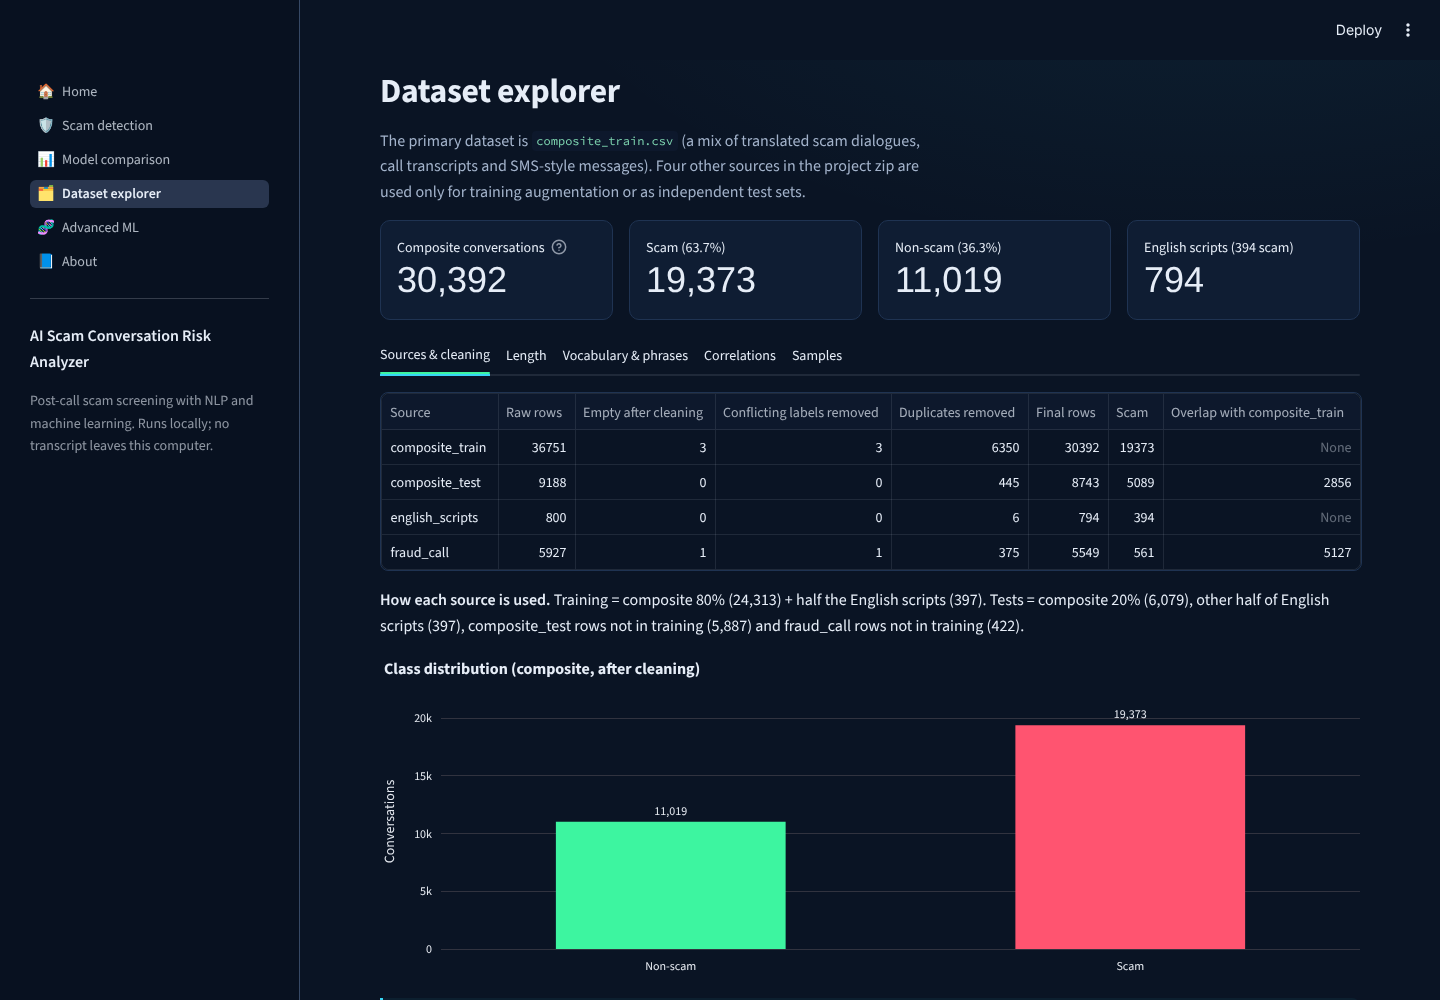 Deploy
Home
Scam detection
Model comparison
Dataset explorer
Advanced ML
About
AI Scam Conversation Risk
Analyzer
Post-call scam screening with NLP and
machine learning. Runs locally; no
transcript leaves this computer.
Dataset explorer
The primary dataset is composite_train.csv (a mix of translated scam dialogues,
call transcripts and SMS-style messages). Four other sources in the project zip are
used only for training augmentation or as independent test sets.
Composite conversations
30,392
Scam (63.7%)
19,373
Non-scam (36.3%)
11,019
English scripts (394 scam)
794
Sources & cleaning Length Vocabulary & phrases Correlations Samples
Source Raw rows Empty after cleaning Conflicting labels removed Duplicates removed Final rows Scam Overlap with composite_train
composite_train 36751 3 3 6350 30392 19373 None
composite_test 9188 0 0 445 8743 5089 2856
english_scripts 800 0 0 6 794 394 None
fraud_call 5927 1 1 375 5549 561 5127
How each source is used. Training = composite 80% (24,313) + half the English scripts (397). Tests = composite 20% (6,079), other half of English
scripts (397), composite_test rows not in training (5,887) and fraud_call rows not in training (422).
Class distribution (composite, after cleaning)
Conversations
20k
15k
10k
5k
0
11,019
19,373
Non-scam
Scam